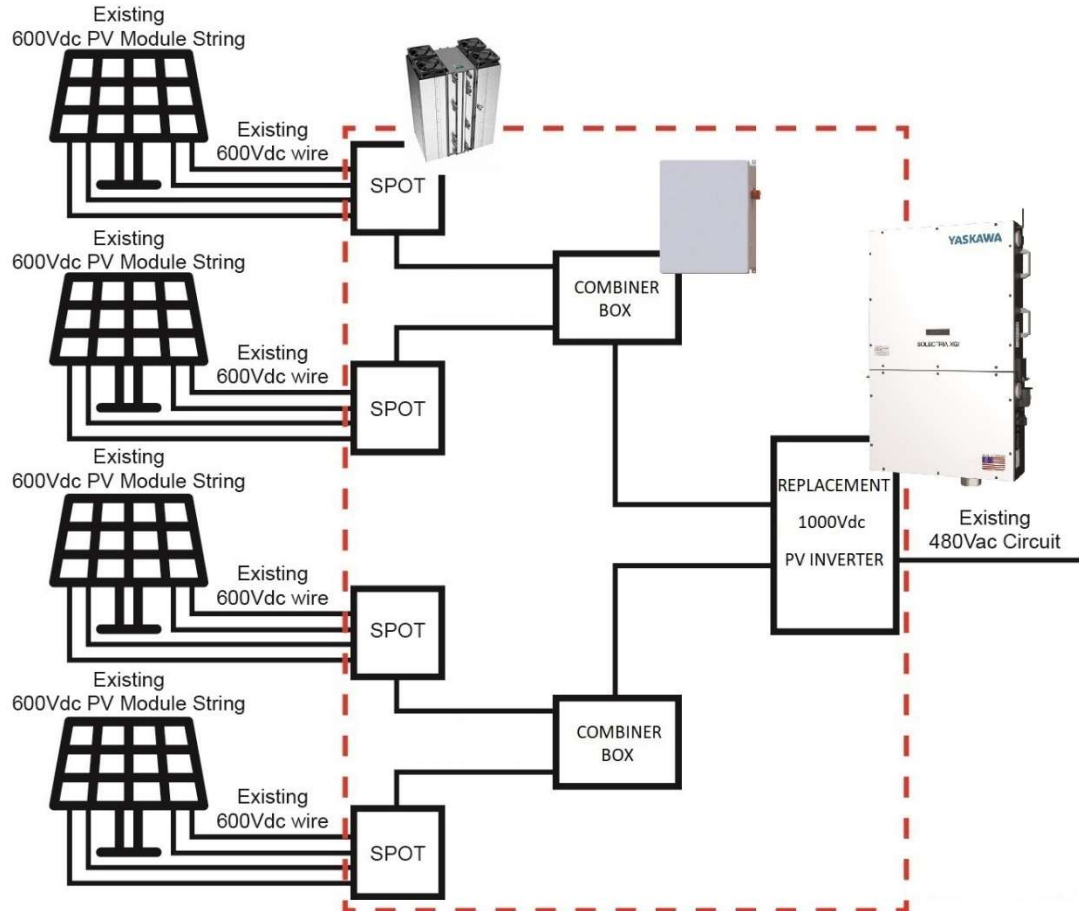 Existing
600Vdc PV Module String
Existing
600Vdc wire
SPOT
Existing
600Vdc PV Module String
Existing
600Vdc wire
SPOT
COMBINER
BOX
YASKAWA
SOLECTRIA XGI
Existing
600Vdc PV Module String
Existing
600Vdc wire
SPOT
REPLACEMENT
1000Vdc
PV INVERTER
Existing
480Vac Circuit
Existing
600Vdc PV Module String
Existing
600Vdc wire
SPOT
COMBINER
BOX